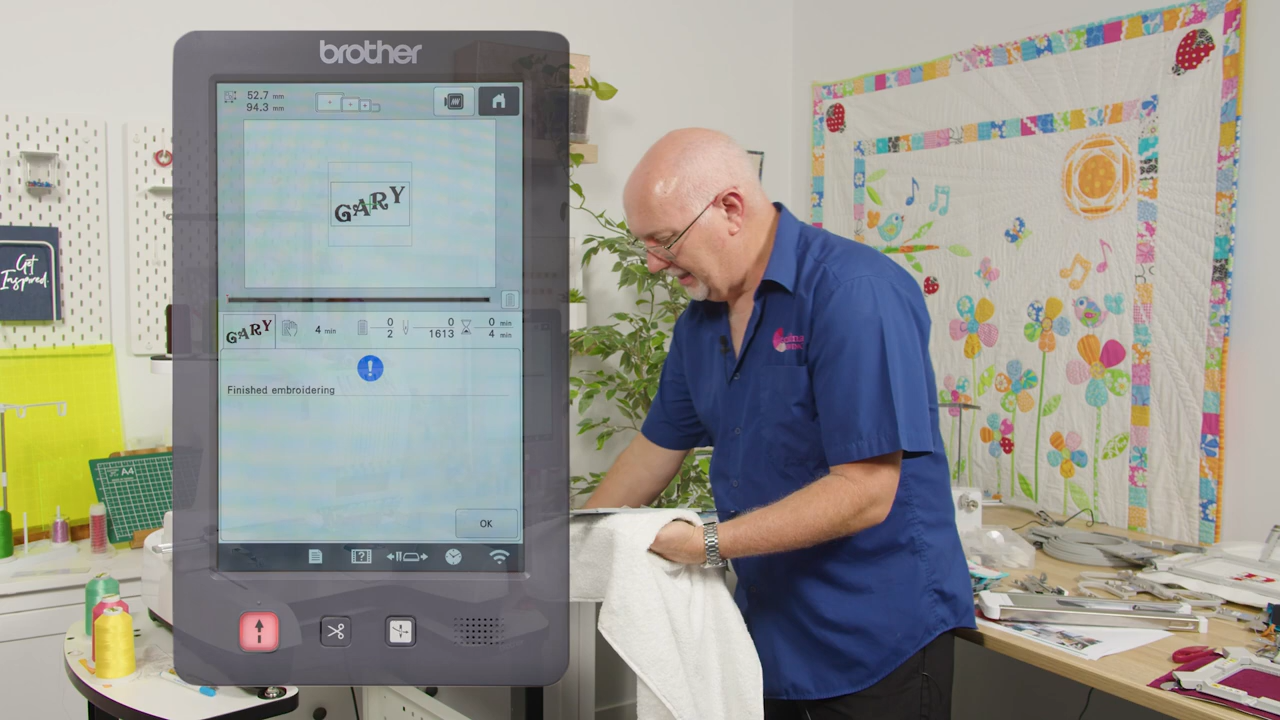 brother
52.7 mm
94.3 mm
GARY
GARY
4 min
0
2
0
1613
0 min
4 min
Finished embroidering
OK
Get
Inspired.
A4